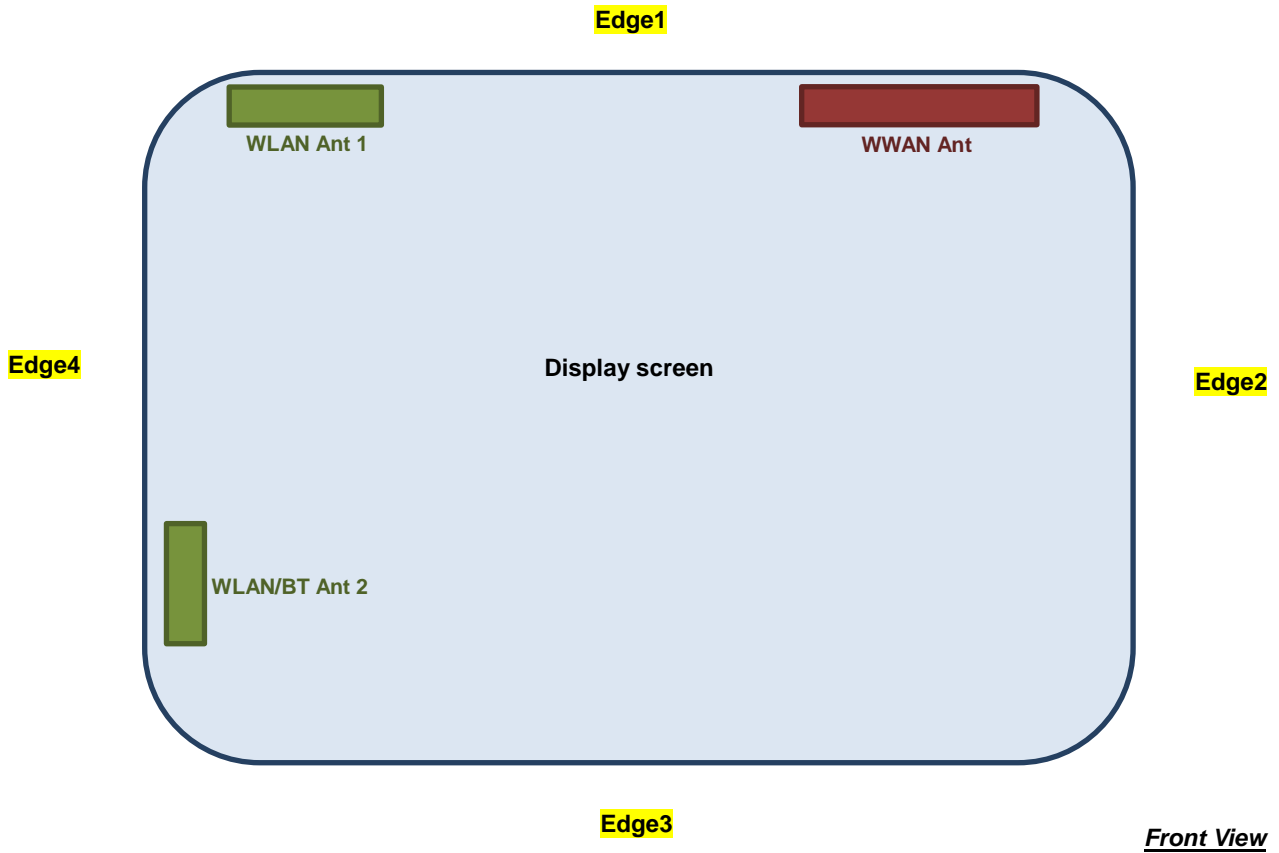 Edge1
WLAN Ant 1
WWAN Ant
Edge4
Display screen
Edge2
WLAN/BT Ant 2
Edge3
Front View